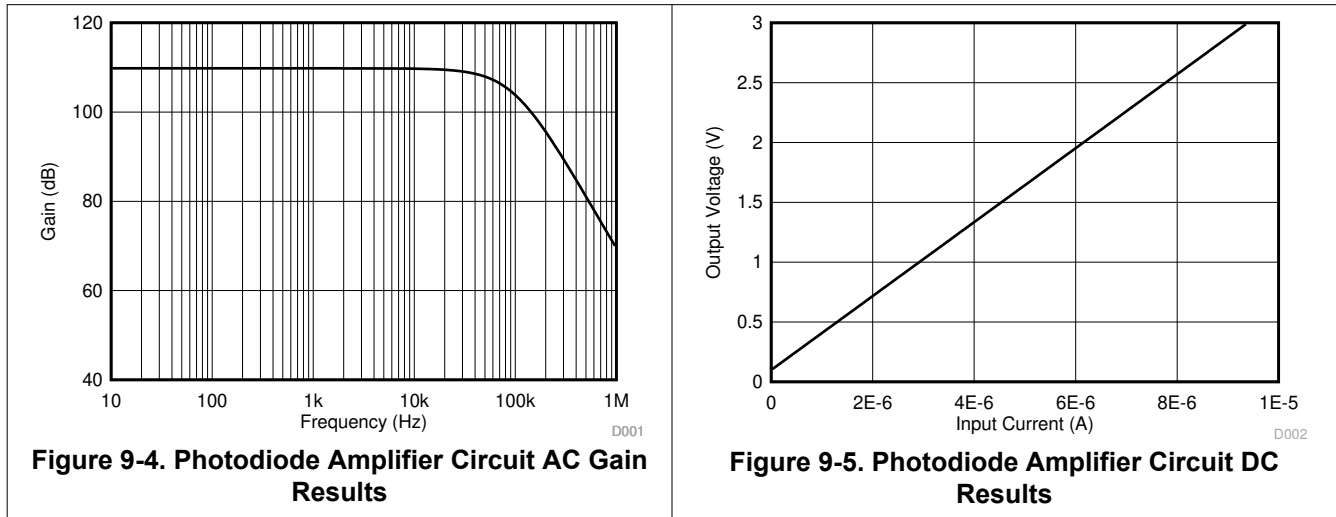 120
100
80
60
40
Gain (dB)
10
100
1k
10k
100k
1M
Frequency (Hz)
D001
Figure 9-4. Photodiode Amplifier Circuit AC Gain
Results
3
2.5
2
1.5
1
0.5
0
Output Voltage (V)
0
2E-6
4E-6
6E-6
8E-6
1E-5
Input Current (A)
D002
Figure 9-5. Photodiode Amplifier Circuit DC
Results